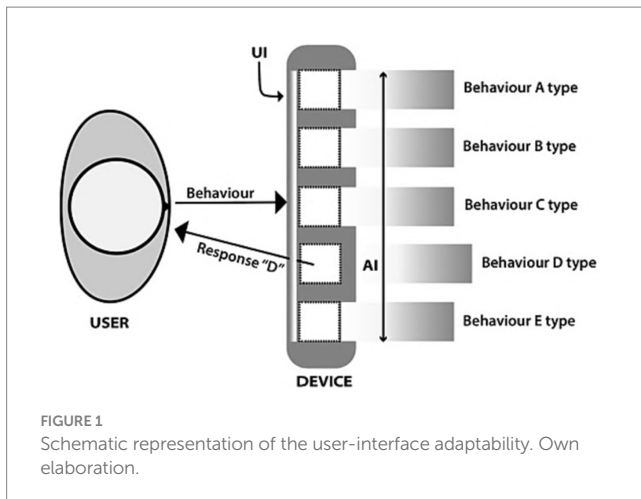 UI
Behaviour A type
Behaviour B type
Behaviour
Behaviour C type
Response "D"
AI
Behaviour D type
USER
Behaviour E type
DEVICE
FIGURE 1
Schematic representation of the user-interface adaptability. Own
elaboration.